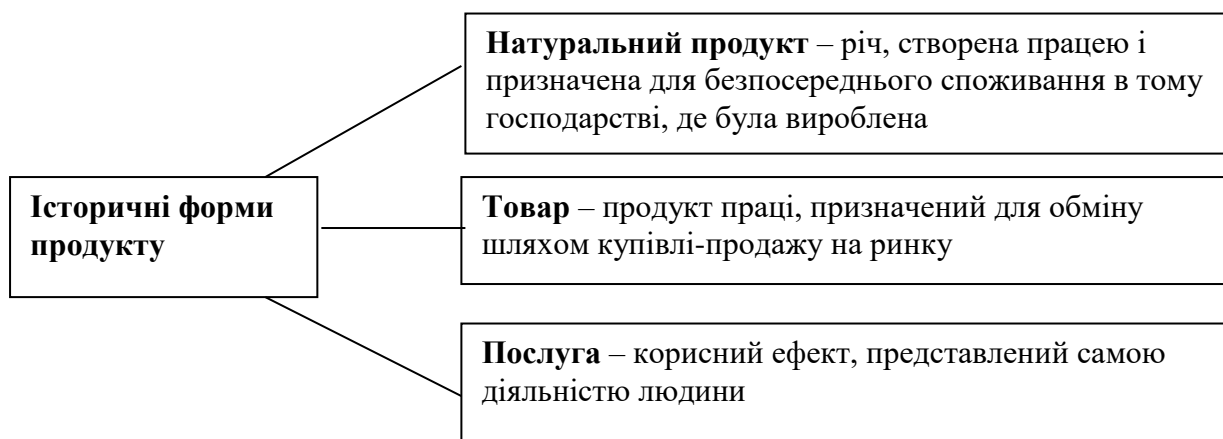 Натуральний продукт – річ, створена працею і
призначена для безпосереднього споживання в тому
господарстві, де була вироблена
Історичні форми
продукту
Товар – продукт праці, призначений для обміну
шляхом купівлі-продажу на ринку
Послуга – корисний ефект, представлений самою
діяльністю людини